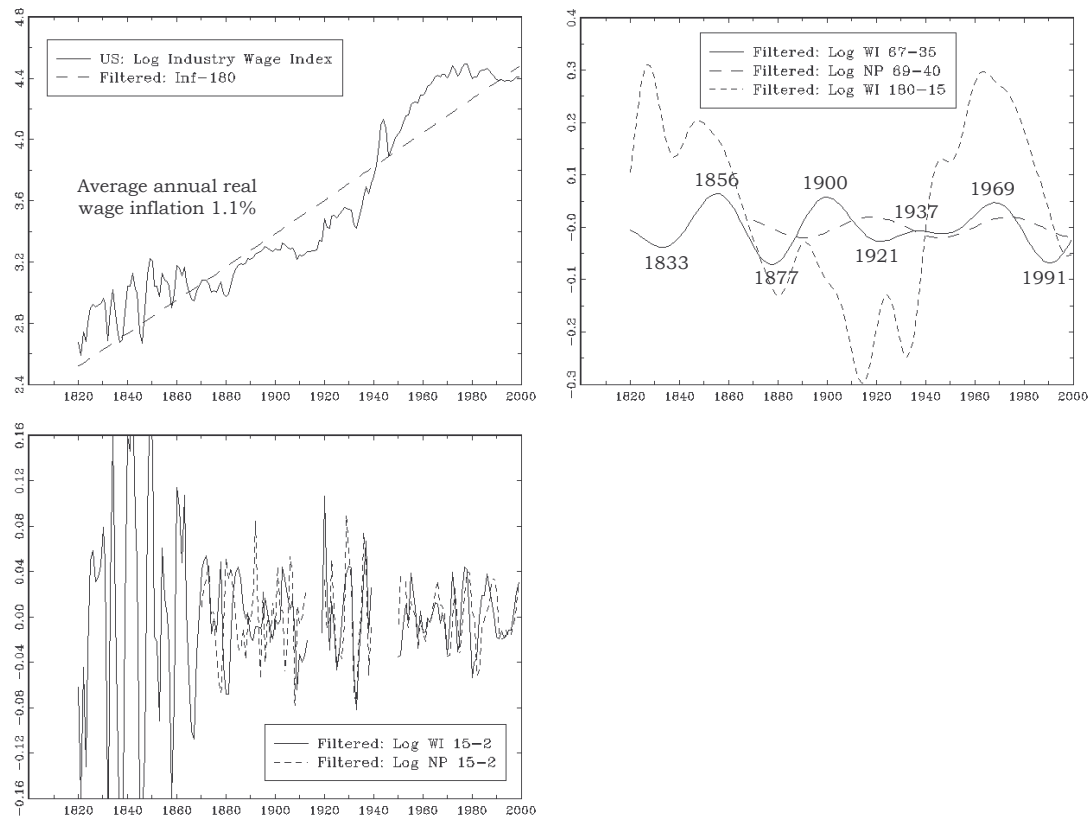 4.8
4.4
4.0
3.6
3.2
2.8
2.4
US: Log Industry Wage Index
Filtered: Inf-180
Average annual real
wage inflation 1.1%
1820 1840 1860 1880 1900 1920 1940 1960 1980 2000
0.4
0.3
0.2
0.1
-0.0
-0.1
-0.2
-0.3
Filtered: Log WI 67-35
Filtered: Log NP 69-40
Filtered: Log WI 180-15
1856
1900
1969
1937
1833
1921
1877
1991
1820 1840 1860 1880 1900 1920 1940 1960 1980 2000
0.16
0.12
0.08
0.04
0.00
-0.04
-0.08
-0.12
-0.16
Filtered: Log WI 15-2
Filtered: Log NP 15-2
1820 1840 1860 1880 1900 1920 1940 1960 1980 2000